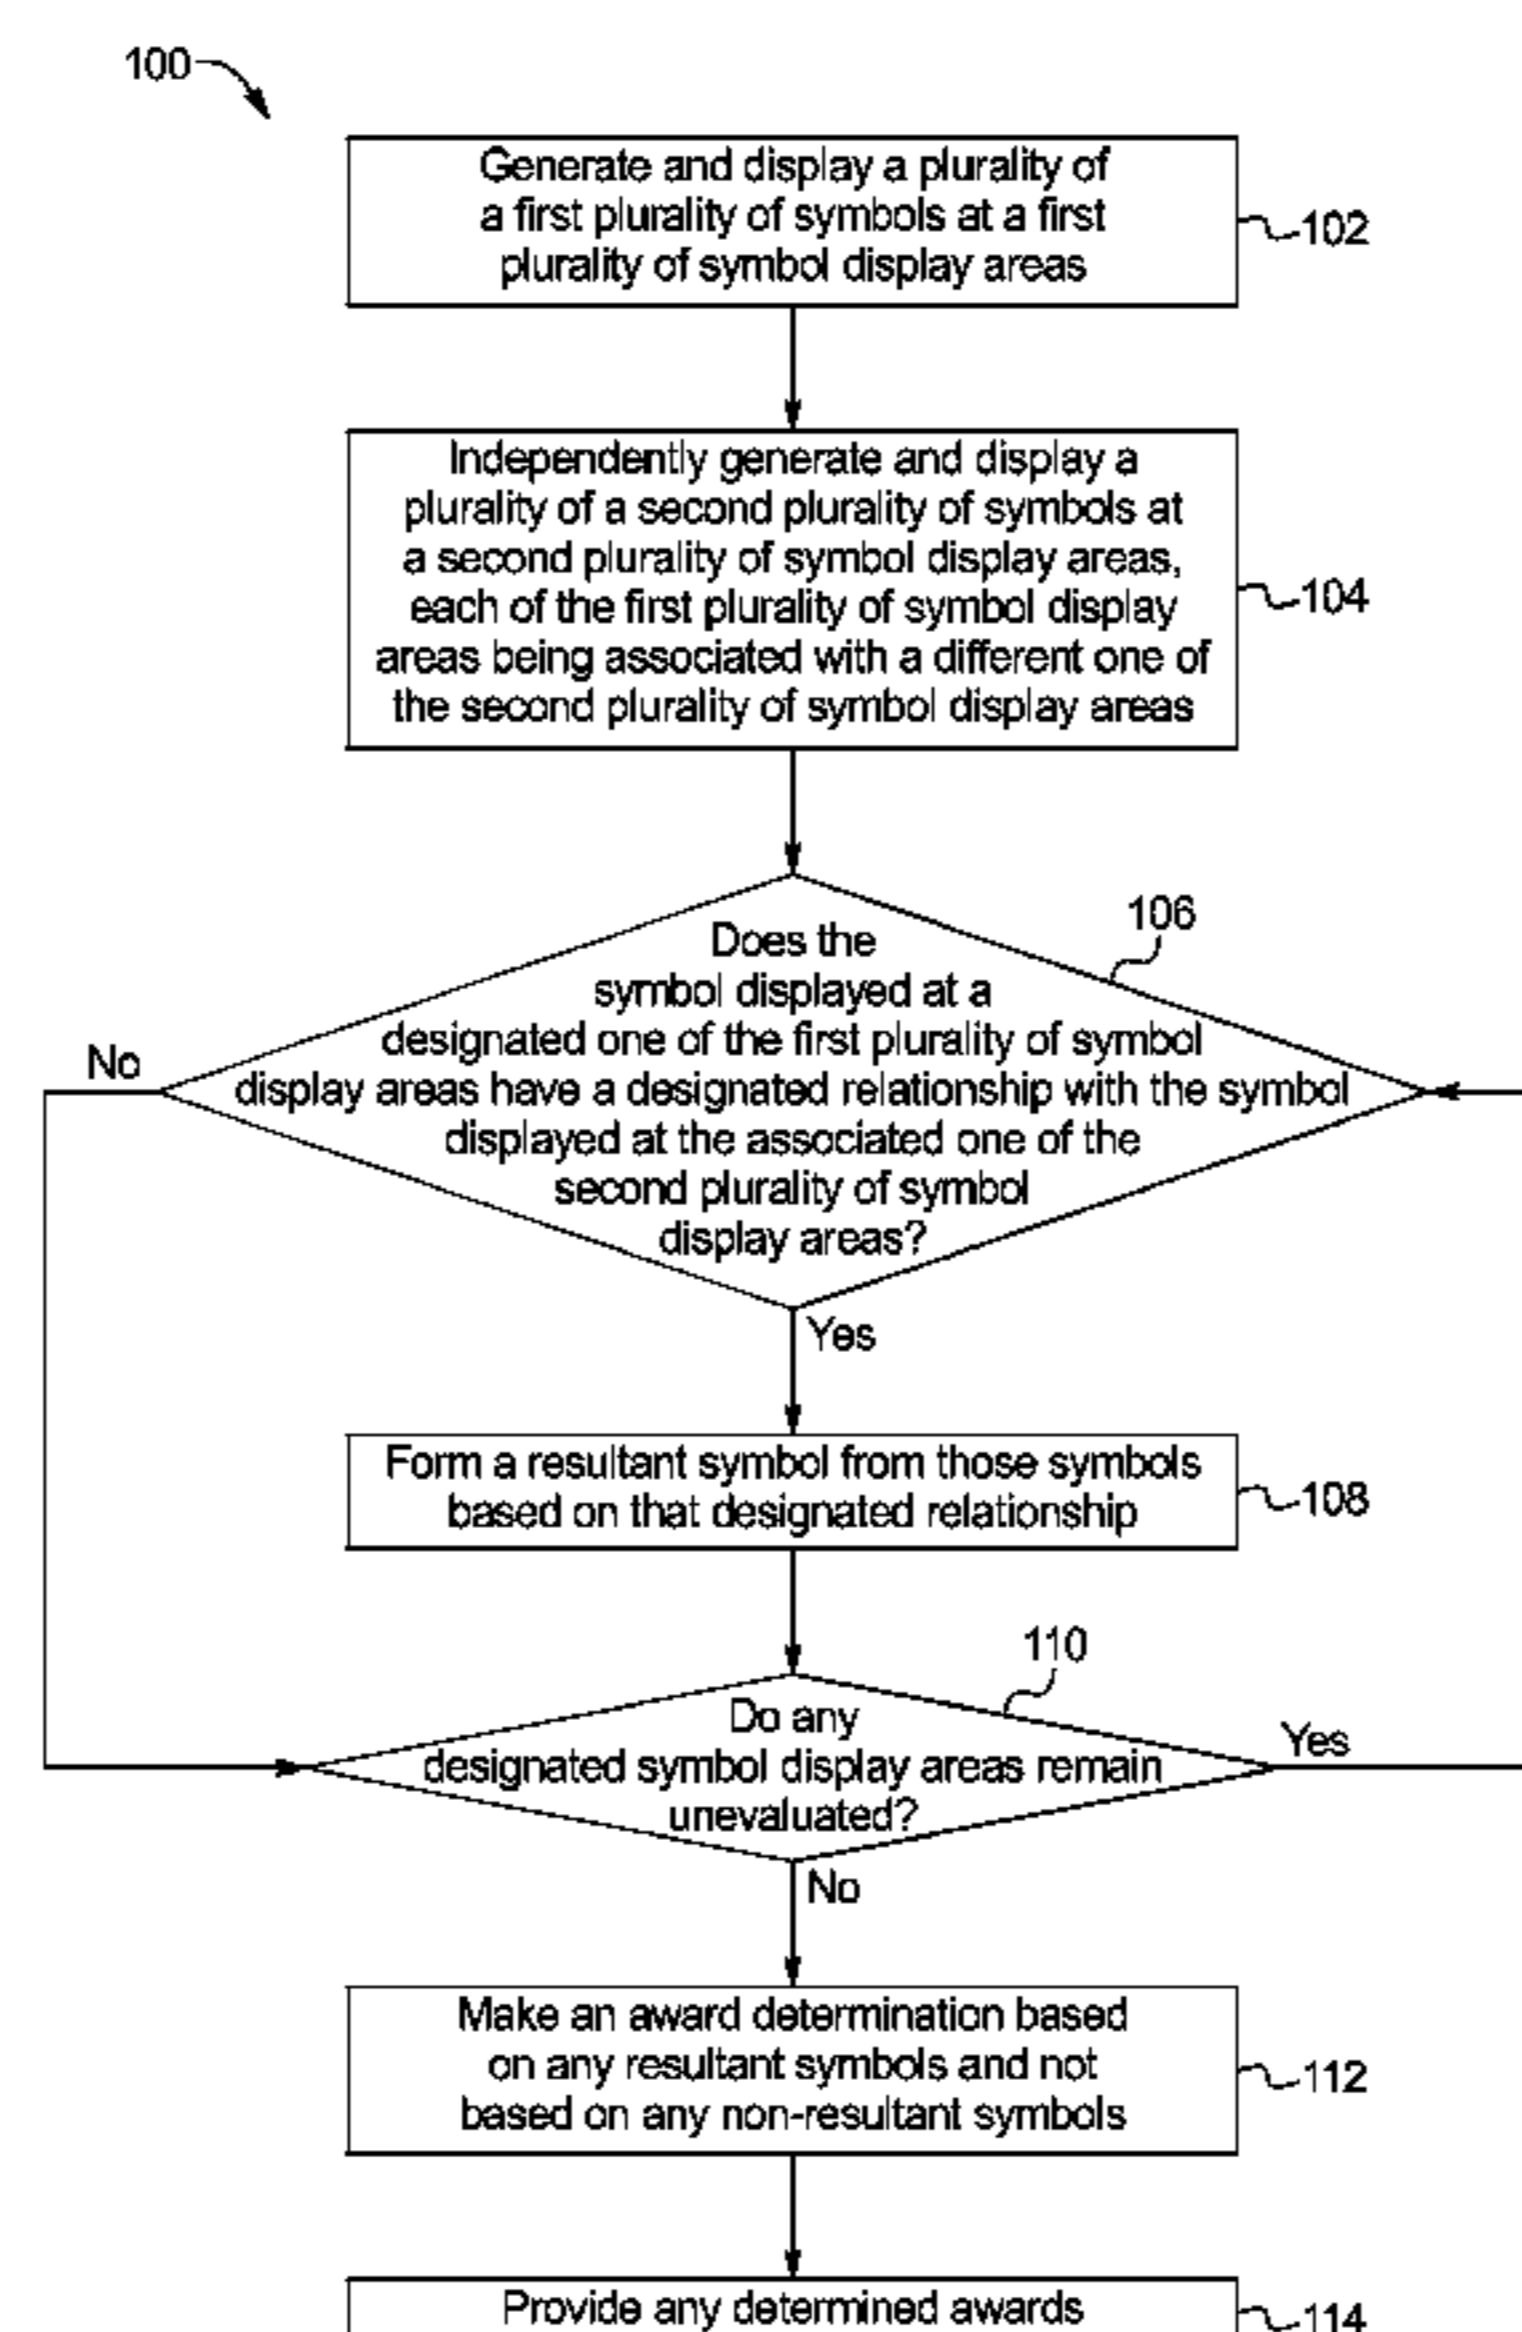 100
Generate and display a plurality of
a first plurality of symbols at a first
plurality of symbol display areas
102
Independently generate and display a
plurality of a second plurality of symbols at
a second plurality of symbol display areas,
each of the first plurality of symbol display
areas being associated with a different one of
the second plurality of symbol display areas
104
106
Does the
symbol displayed at a
designated one of the first plurality of symbol
display areas have a designated relationship with the symbol
displayed at the associated one of the
second plurality of symbol
display areas?
No
Yes
Form a resultant symbol from those symbols
based on that designated relationship
108
110
Do any
designated symbol display areas remain
unevaluated?
Yes
No
Make an award determination based
on any resultant symbols and not
based on any non-resultant symbols
112
Provide any determined awards
114